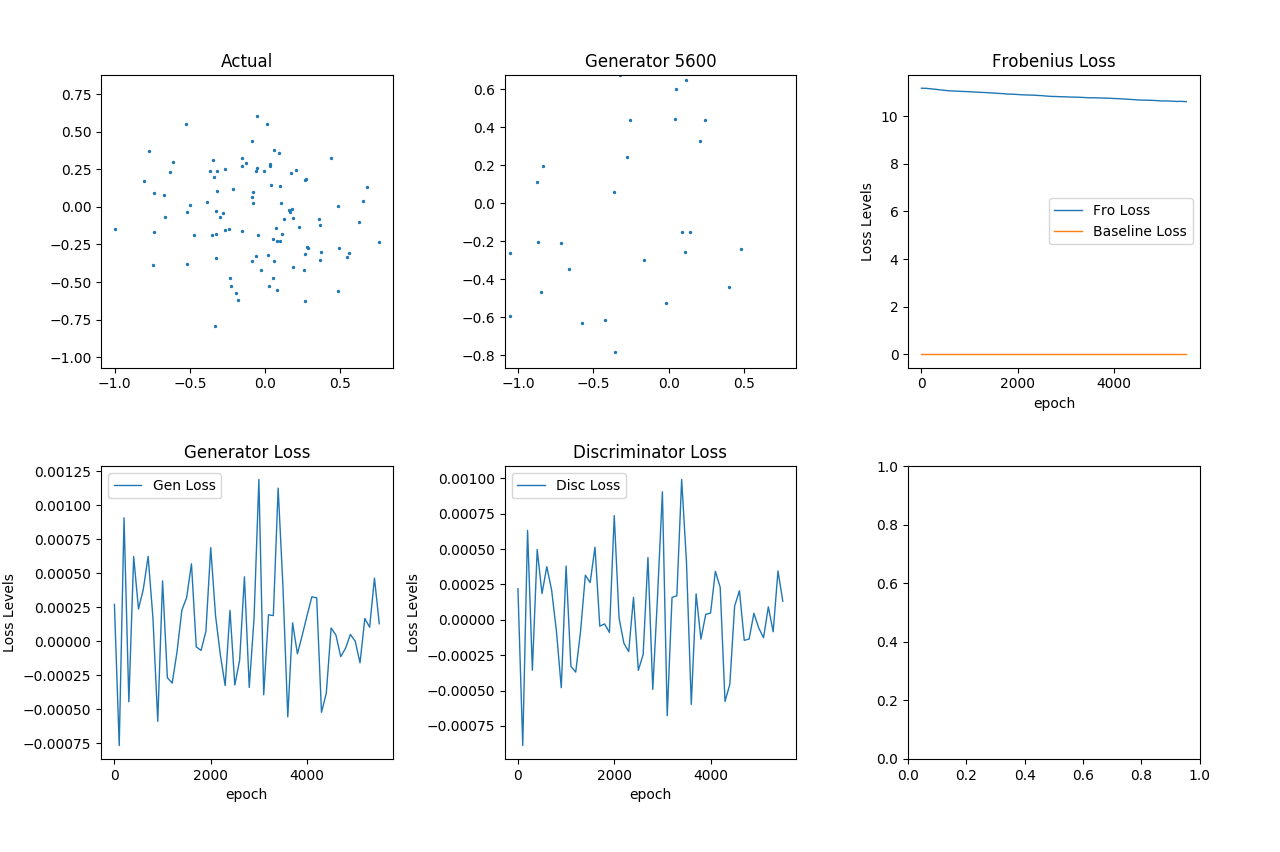 Actual
0.75
0.50
0.25
0.00
−0.25
−0.50
−0.75
−1.00
−1.0 −0.5 0.0 0.5
Generator 5600
0.6
0.4
0.2
0.0
−0.2
−0.4
−0.6
−0.8
−1.0 −0.5 0.0 0.5
Frobenius Loss
Loss Levels
10
8
6
4
2
0
Fro Loss
Baseline Loss
0 2000 4000
epoch
Generator Loss
Loss Levels
0.00125
0.00100
0.00075
0.00050
0.00025
0.00000
−0.00025
−0.00050
−0.00075
Gen Loss
0 2000 4000
epoch
Discriminator Loss
Loss Levels
0.00100
0.00075
0.00050
0.00025
0.00000
−0.00025
−0.00050
−0.00075
Disc Loss
0 2000 4000
epoch
1.0
0.8
0.6
0.4
0.2
0.0
0.0 0.2 0.4 0.6 0.8 1.0